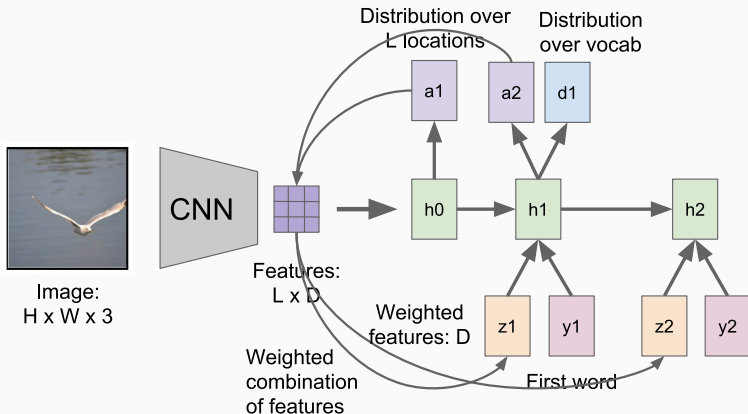 Distribution over
L locations
Distribution
over vocab
a1
a2
d1
CNN
h0
h1
h2
Features:
L x D
Image:
H x W x 3
Weighted
features: D
z1
y1
z2
y2
Weighted
combination
of features
First word